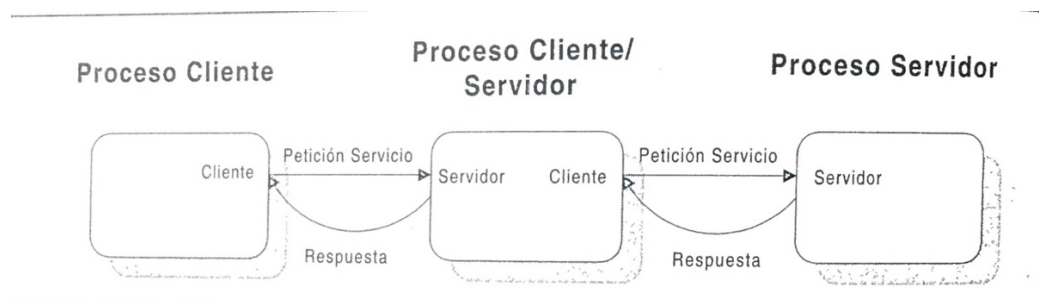 Proceso Cliente
Proceso Cliente/
Servidor
Proceso Servidor
Cliente
Petición Servicio
Servidor
Cliente
Petición Servicio
Servidor
Respuesta
Respuesta